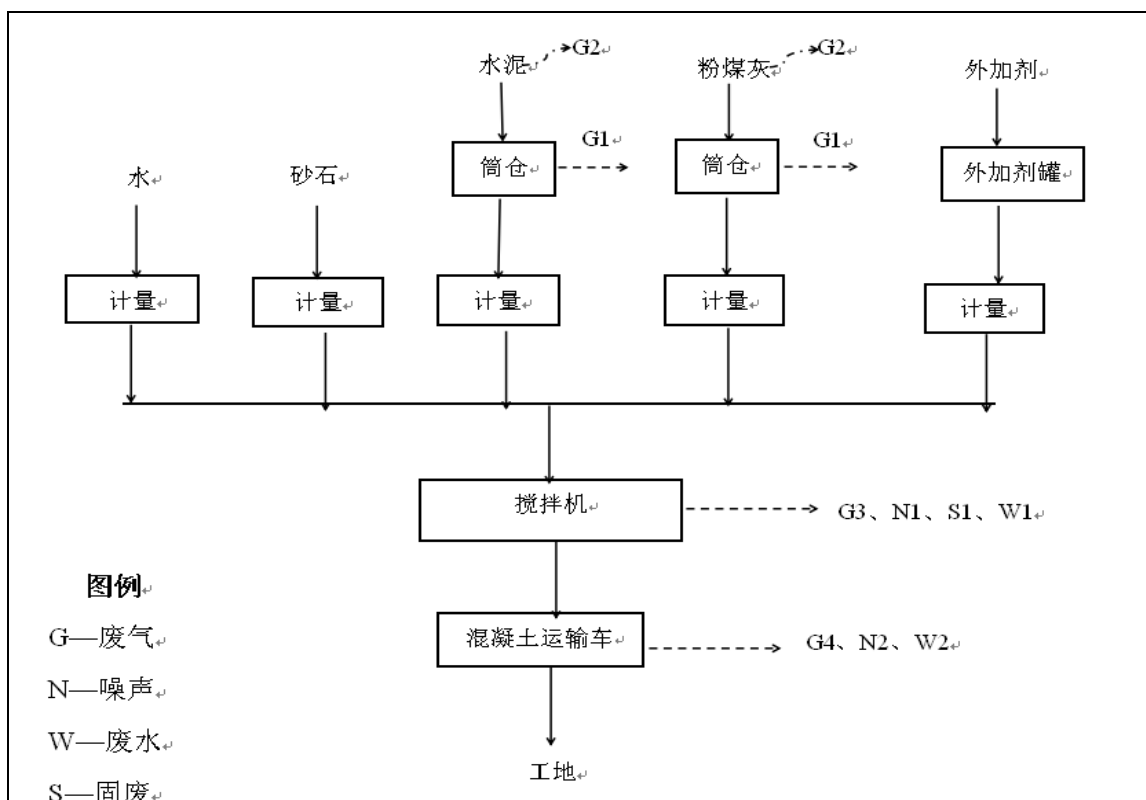 G2
G2
水泥
粉煤灰
外加剂
G1
G1
水
砂石
筒仓
筒仓
外加剂罐
计量
计量
计量
计量
计量
搅拌机
G3、N1、S1、W1
图例
G—废气
混凝土运输车
G4、N2、W2
N—噪声
W—废水
工地
S—固废